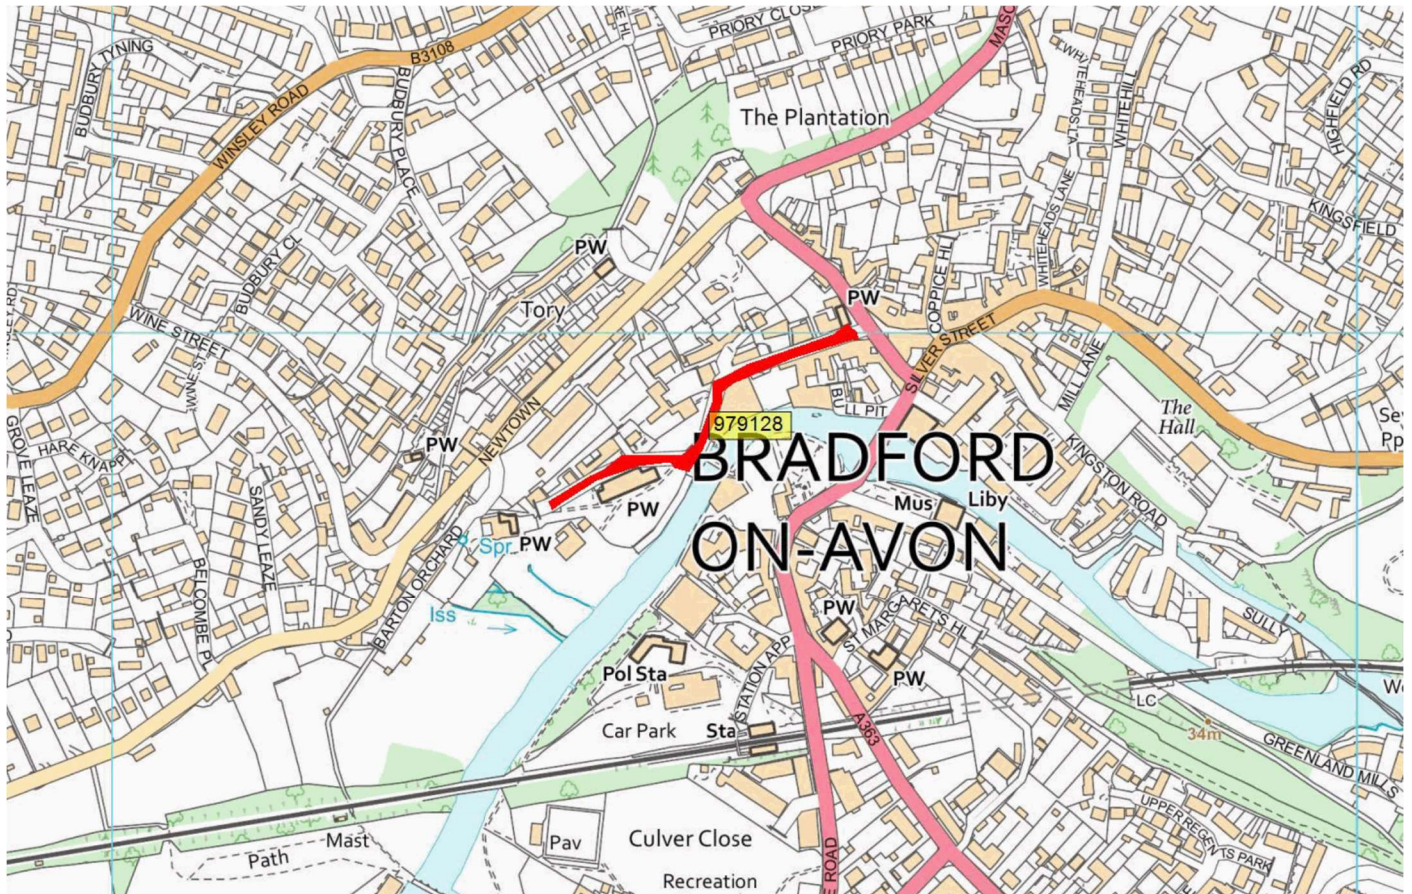 PRIORY CLOSE
PRIORY PARK
BUDBURY TYNING
B3108
WINSLEY ROAD
BUDBURY PLACE
The Plantation
WHITEHEADS LA
WHITEHILL
HIGHFIELD RD
KINGSFIELD
WHITEHEADS LANE
COPPICE HL
PW
BUDBURY CL
WINE STREET
Tory
PW
SILVER STREET
MILL LANE
WINE ST
BULL PIT
The
Hall
GROVE LEAZE
HARE KNAPP
PW
NEWTOWN
979128
BRADFORD
ON-AVON
KINGSTON ROAD
SANDY LEAZE
PW
Mus
Liby
BARTON ORCHARD
Spr
PW
BELCOMBE PL
Iss
PW
ST MARGARET'S HL
SULLY
Pol Sta
STATION APP
PW
LC
Car Park
Sta
A363
34m
GREENLAND MILLS
Mast
Path
Pav
Culver Close
UPPER REGENTS PARK
Recreation
ROAD